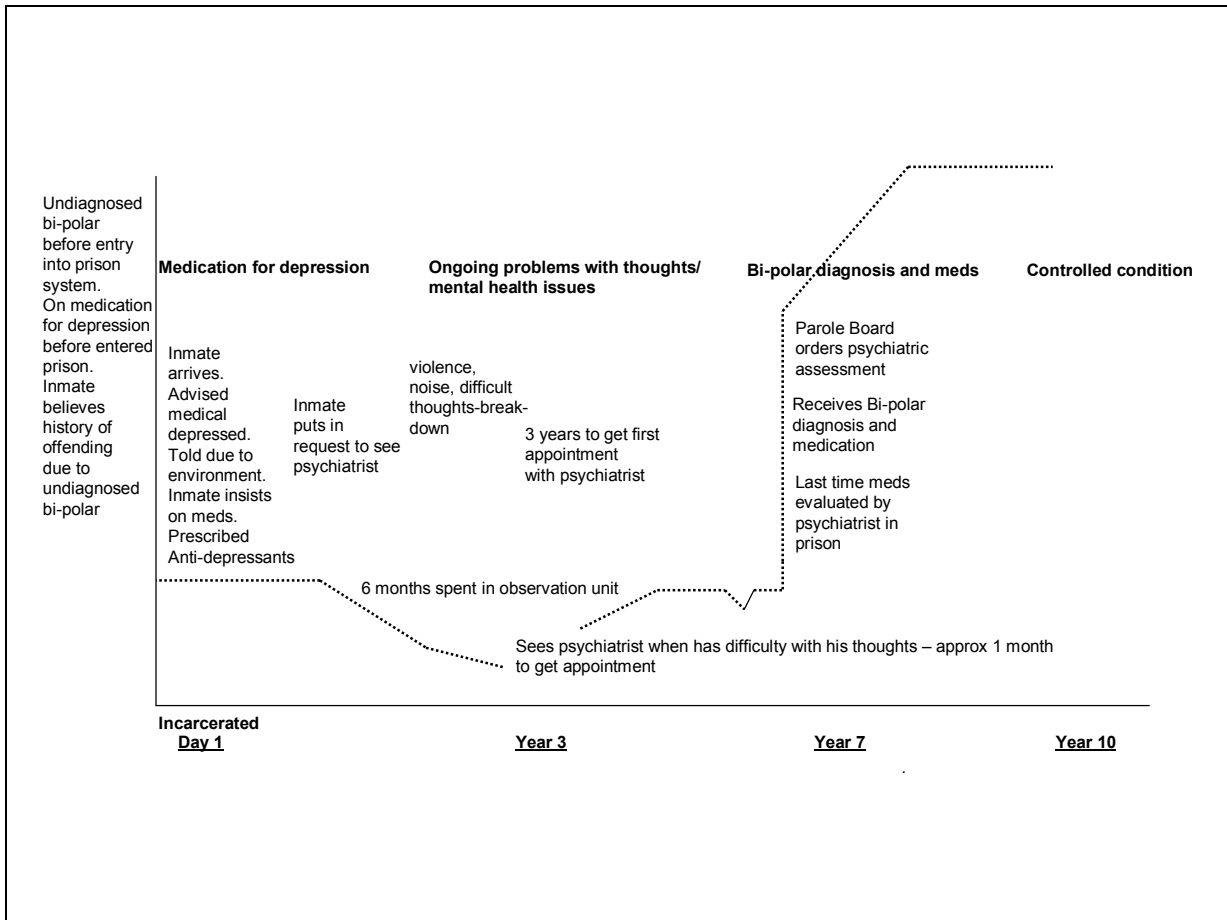 Undiagnosed
bi-polar
before entry
into prison
system.
On medication
for depression
before entered
prison.
Inmate
believes
history of
offending
due to
undiagnosed
bi-polar
Medication for depression
Inmate
arrives.
Advised
medical
depressed.
Told due to
environment.
Inmate insists
on meds.
Prescribed
Anti-depressants
Inmate
puts in
request to see
psychiatrist
Ongoing problems with thoughts/
mental health issues
violence,
noise, difficult
thoughts-break-
down
3 years to get first
appointment
with psychiatrist
6 months spent in observation unit
Sees psychiatrist when has difficulty with his thoughts – approx 1 month
to get appointment
Bi-polar diagnosis and meds
Parole Board
orders psychiatric
assessment
Receives Bi-polar
diagnosis and
medication
Last time meds
evaluated by
psychiatrist in
prison
Controlled condition
Incarcerated
Day 1
Year 3
Year 7
Year 10